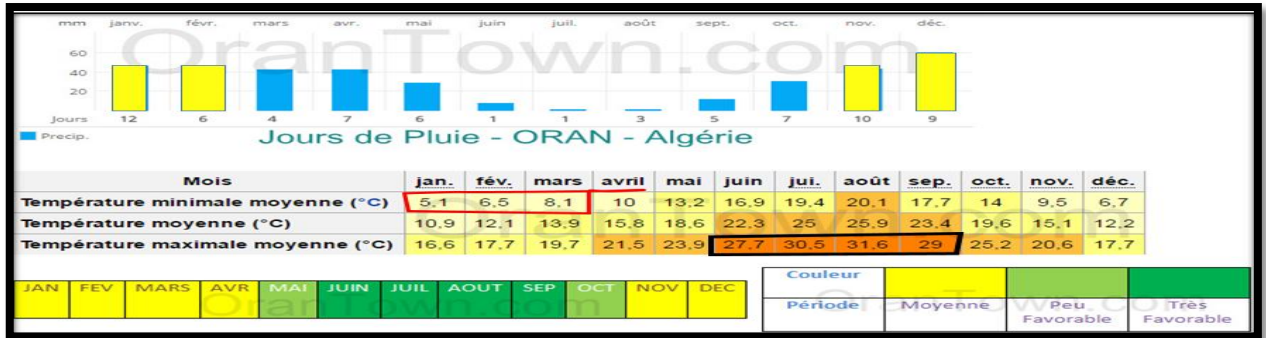 mm janv. févr. mars avr. mai juin juil. août sept. oct. nov. déc.
OranTown.com
60
40
20
Jours 12 6 4 7 6 1 1 3 5 7 10 9
Precip.
Jours de Pluie - ORAN - Algérie
Mois jan. fév. mars avril mai juin jui. août sep. oct. nov. déc.
Température minimale moyenne (°C) 5,1 6,5 8,1 10 13,2 16,9 19,4 20,1 17,7 14 9,5 6,7
Température moyenne (°C) 10,9 12,1 13,9 15,8 18,6 22,3 25 25,9 23,4 19,6 15,1 12,2
Température maximale moyenne (°C) 16,6 17,7 19,7 21,5 23,9 27,7 30,5 31,6 29 25,2 20,6 17,7
OranTown.com
JAN FEV MARS AVR MAI JUIN JUIL AOUT SEP OCT NOV DEC
OranTown.com
Couleur
Période Moyenne Peu Favorable Très Favorable